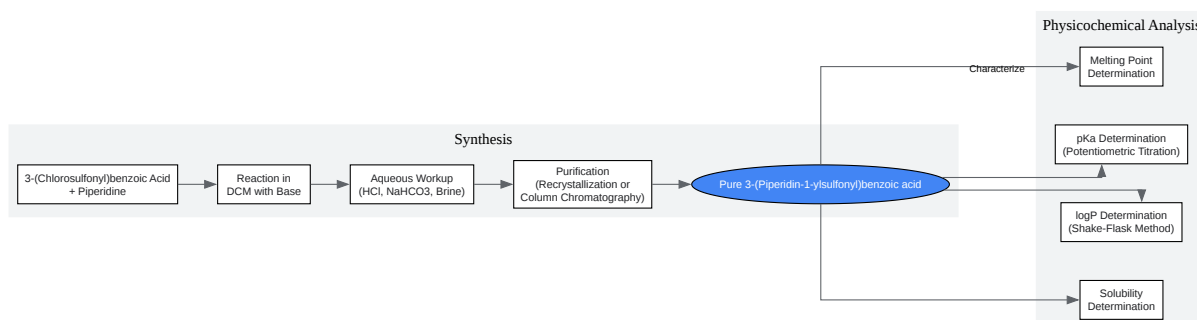 Physicochemical Analysis
Synthesis
3-(Chlorosulfonyl)benzoic Acid
+ Piperidine
Reaction in
DCM with Base
Aqueous Workup
(HCl, NaHCO3, Brine)
Purification
(Recrystallization or
Column Chromatography)
Pure 3-(Piperidin-1-ylsulfonyl)benzoic acid
Characterize
Melting Point
Determination
pKa Determination
(Potentiometric Titration)
logP Determination
(Shake-Flask Method)
Solubility
Determination